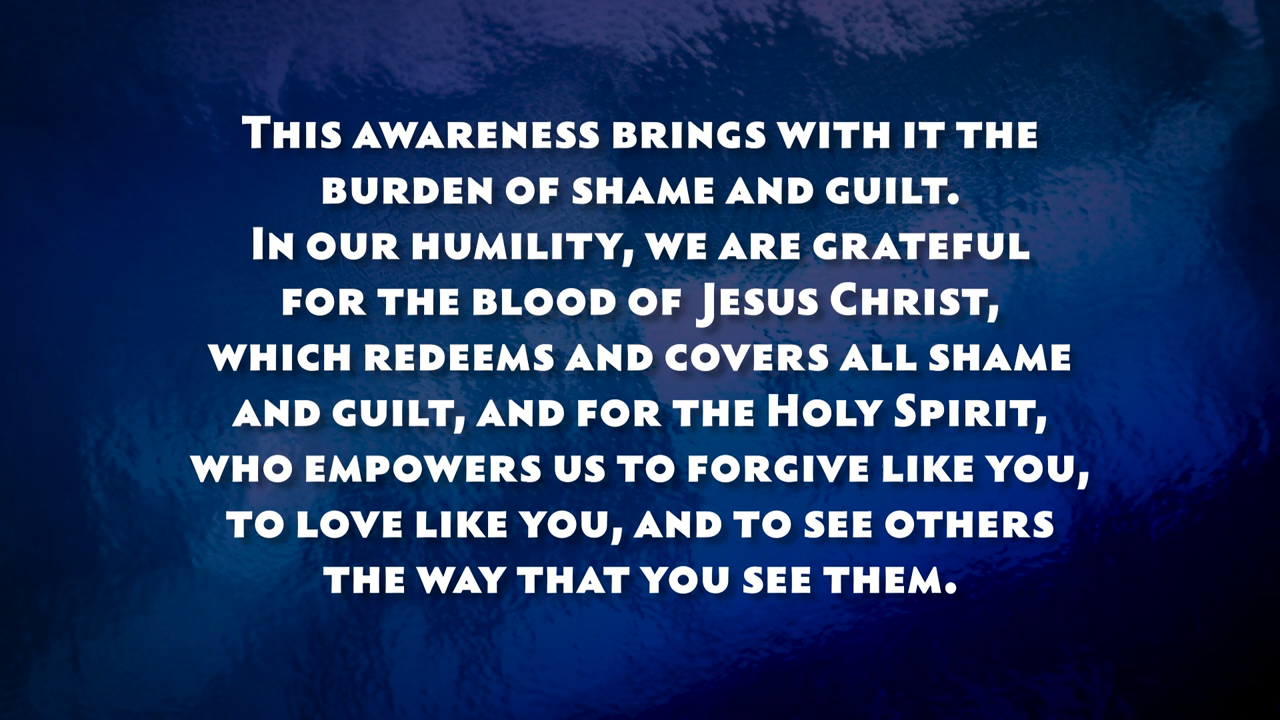 This awareness brings with it the
burden of shame and guilt.
In our humility, we are grateful
for the blood of Jesus Christ,
which redeems and covers all shame
and guilt, and for the Holy Spirit,
who empowers us to forgive like you,
to love like you, and to see others
the way that you see them.